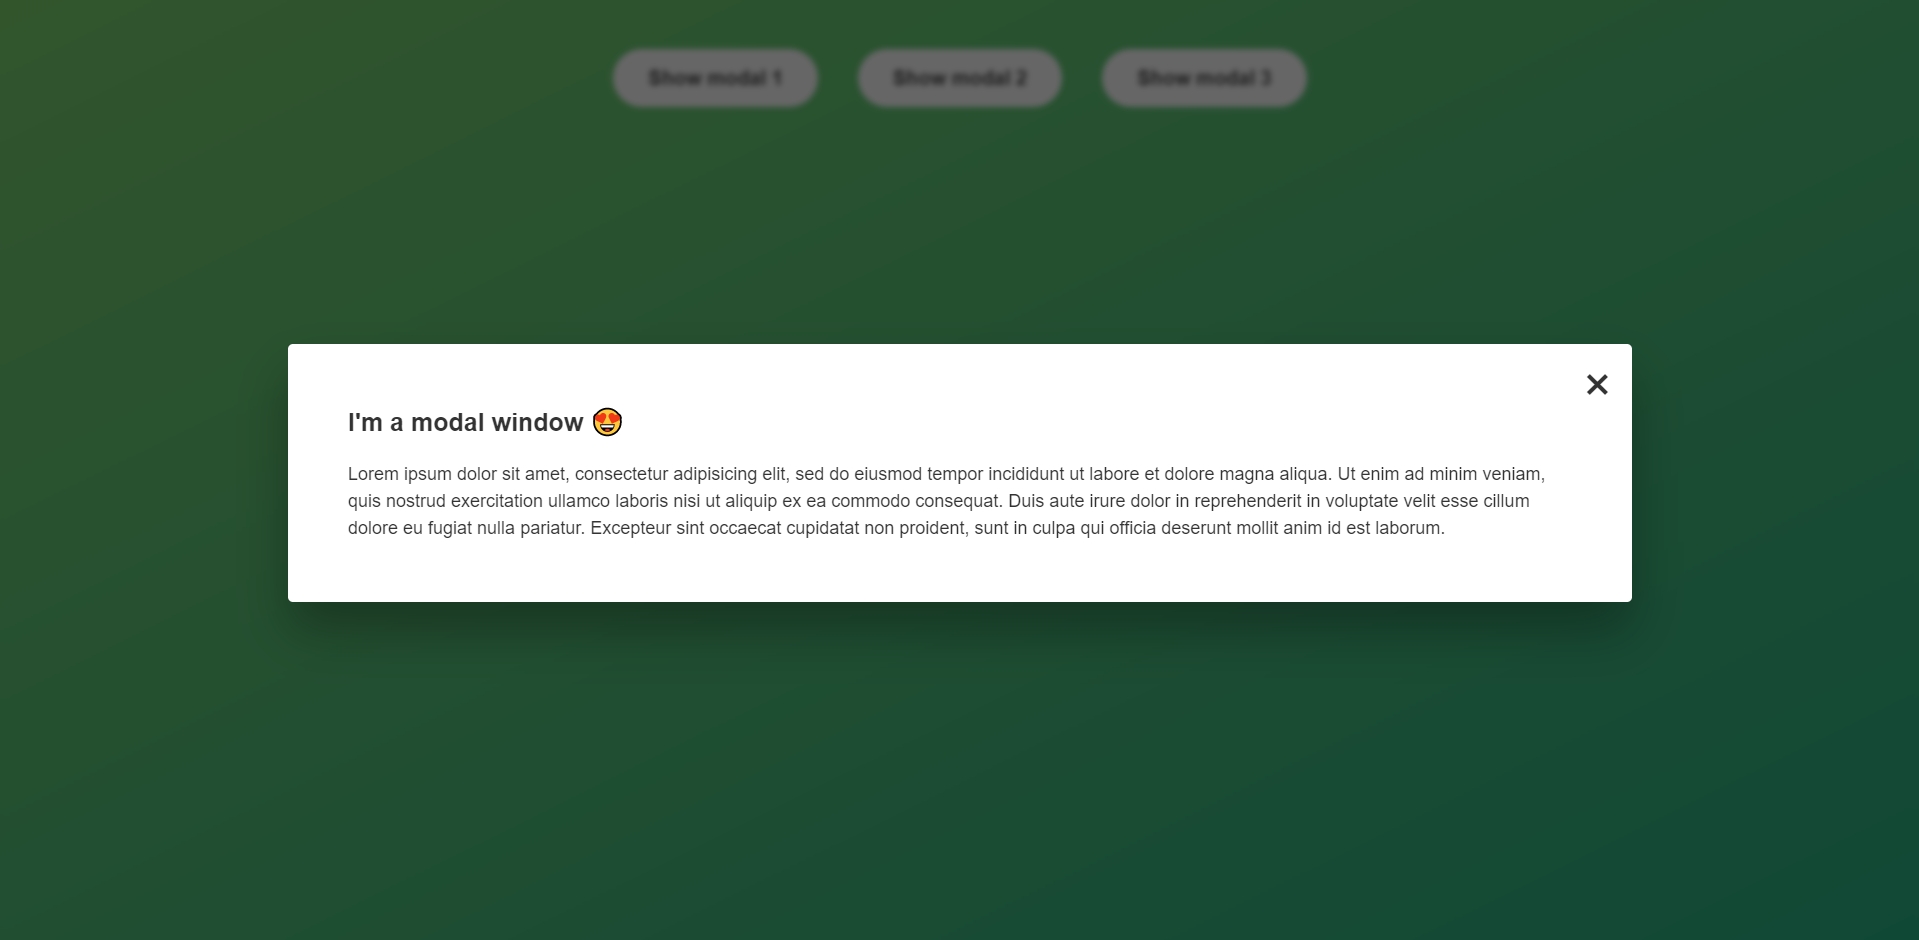 Show modal 1 Show modal 2 Show modal 3
×
I'm a modal window 😍
Lorem ipsum dolor sit amet, consectetur adipisicing elit, sed do eiusmod tempor incididunt ut labore et dolore magna aliqua. Ut enim ad minim veniam,
quis nostrud exercitation ullamco laboris nisi ut aliquip ex ea commodo consequat. Duis aute irure dolor in reprehenderit in voluptate velit esse cillum
dolore eu fugiat nulla pariatur. Excepteur sint occaecat cupidatat non proident, sunt in culpa qui officia deserunt mollit anim id est laborum.